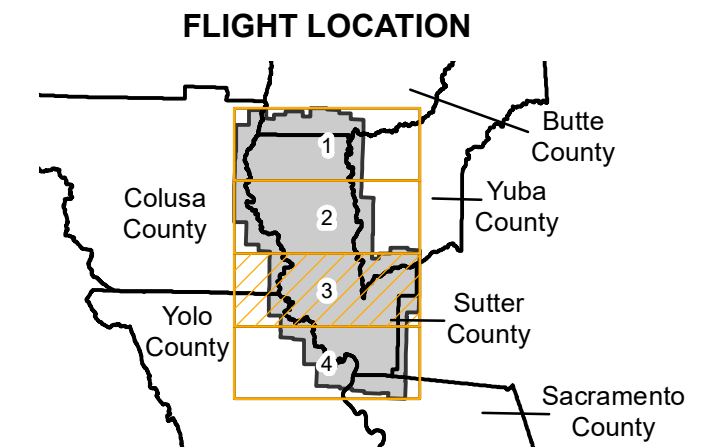 FLIGHT LOCATION
1
Butte
County
Colusa
County
2
Yuba
County
3
Yolo
County
Sutter
County
4
Sacramento
County